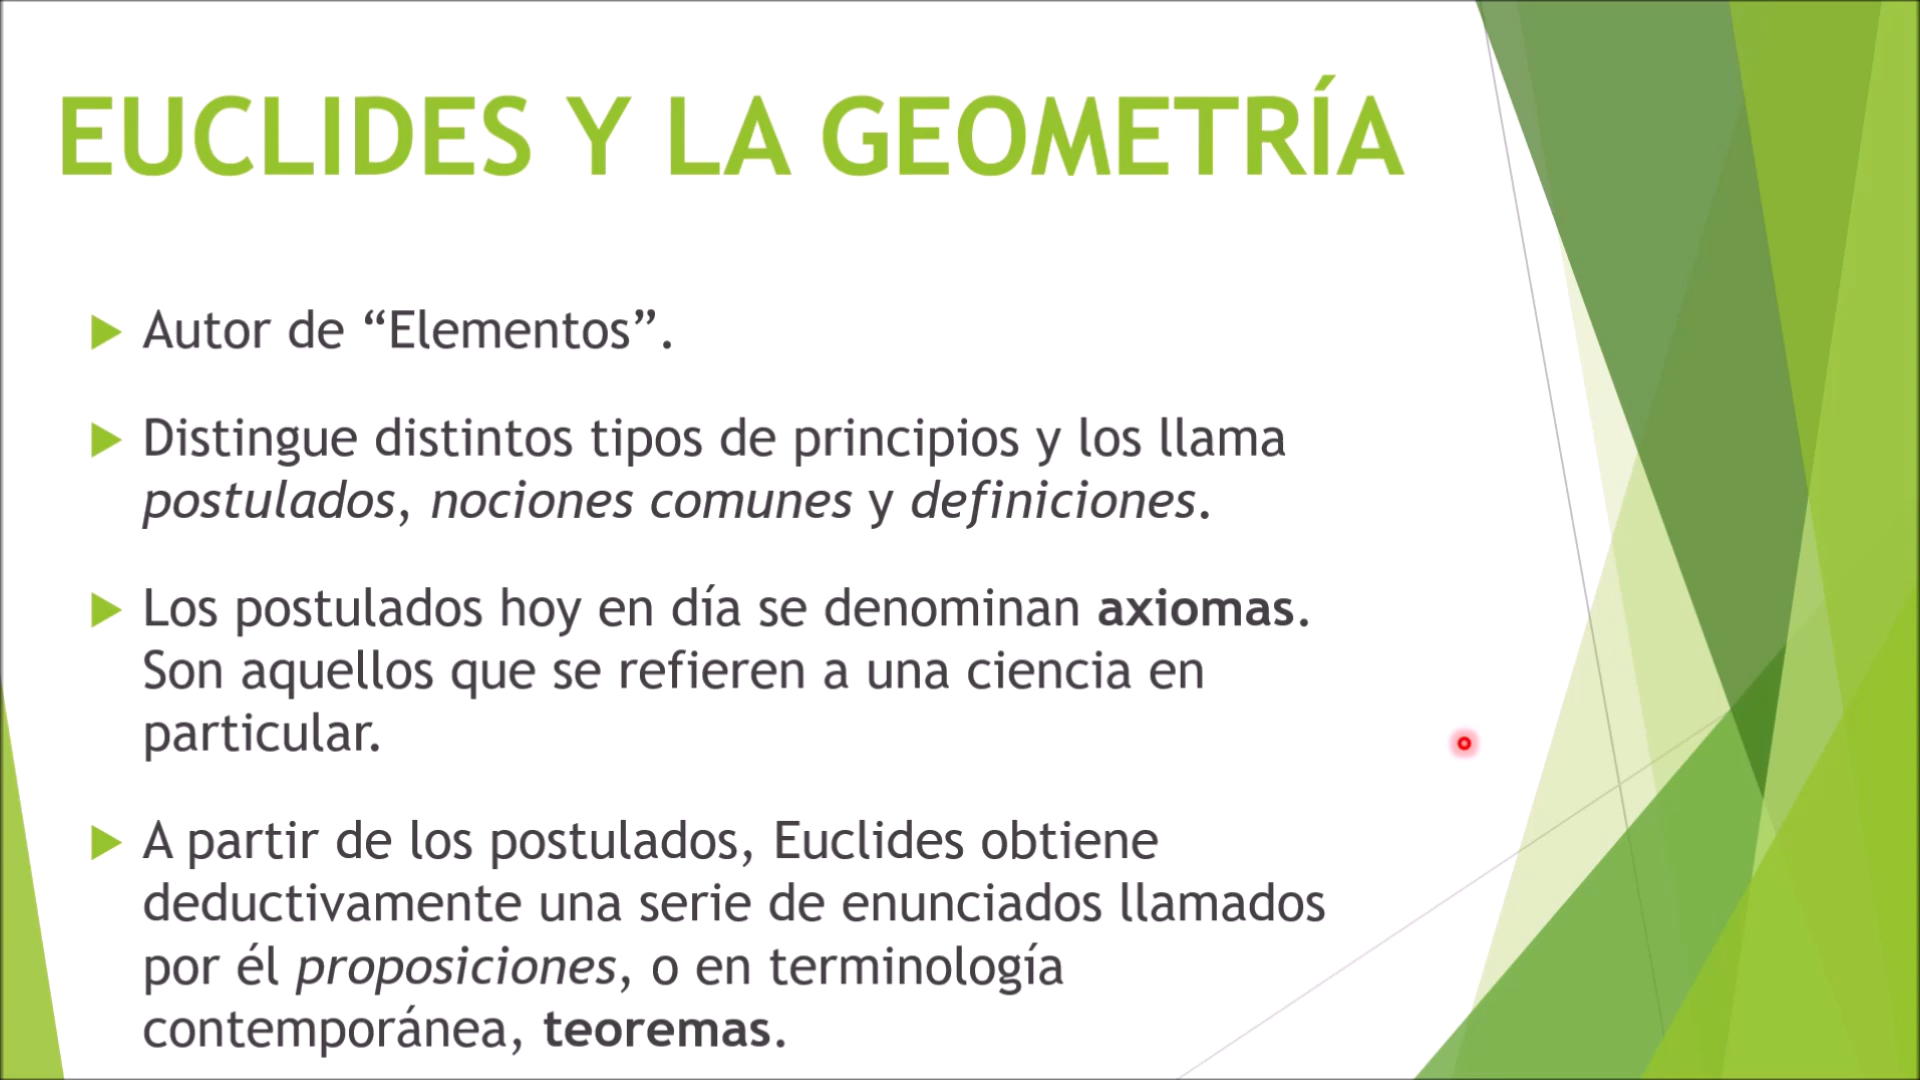 EUCLIDES Y LA GEOMETRÍA
Autor de “Elementos”.
Distingue distintos tipos de principios y los llama
postulados, nociones comunes y definiciones.
Los postulados hoy en día se denominan axiomas.
Son aquellos que se refieren a una ciencia en
particular.
A partir de los postulados, Euclides obtiene
deductivamente una serie de enunciados llamados
por él proposiciones, o en terminología
contemporánea, teoremas.